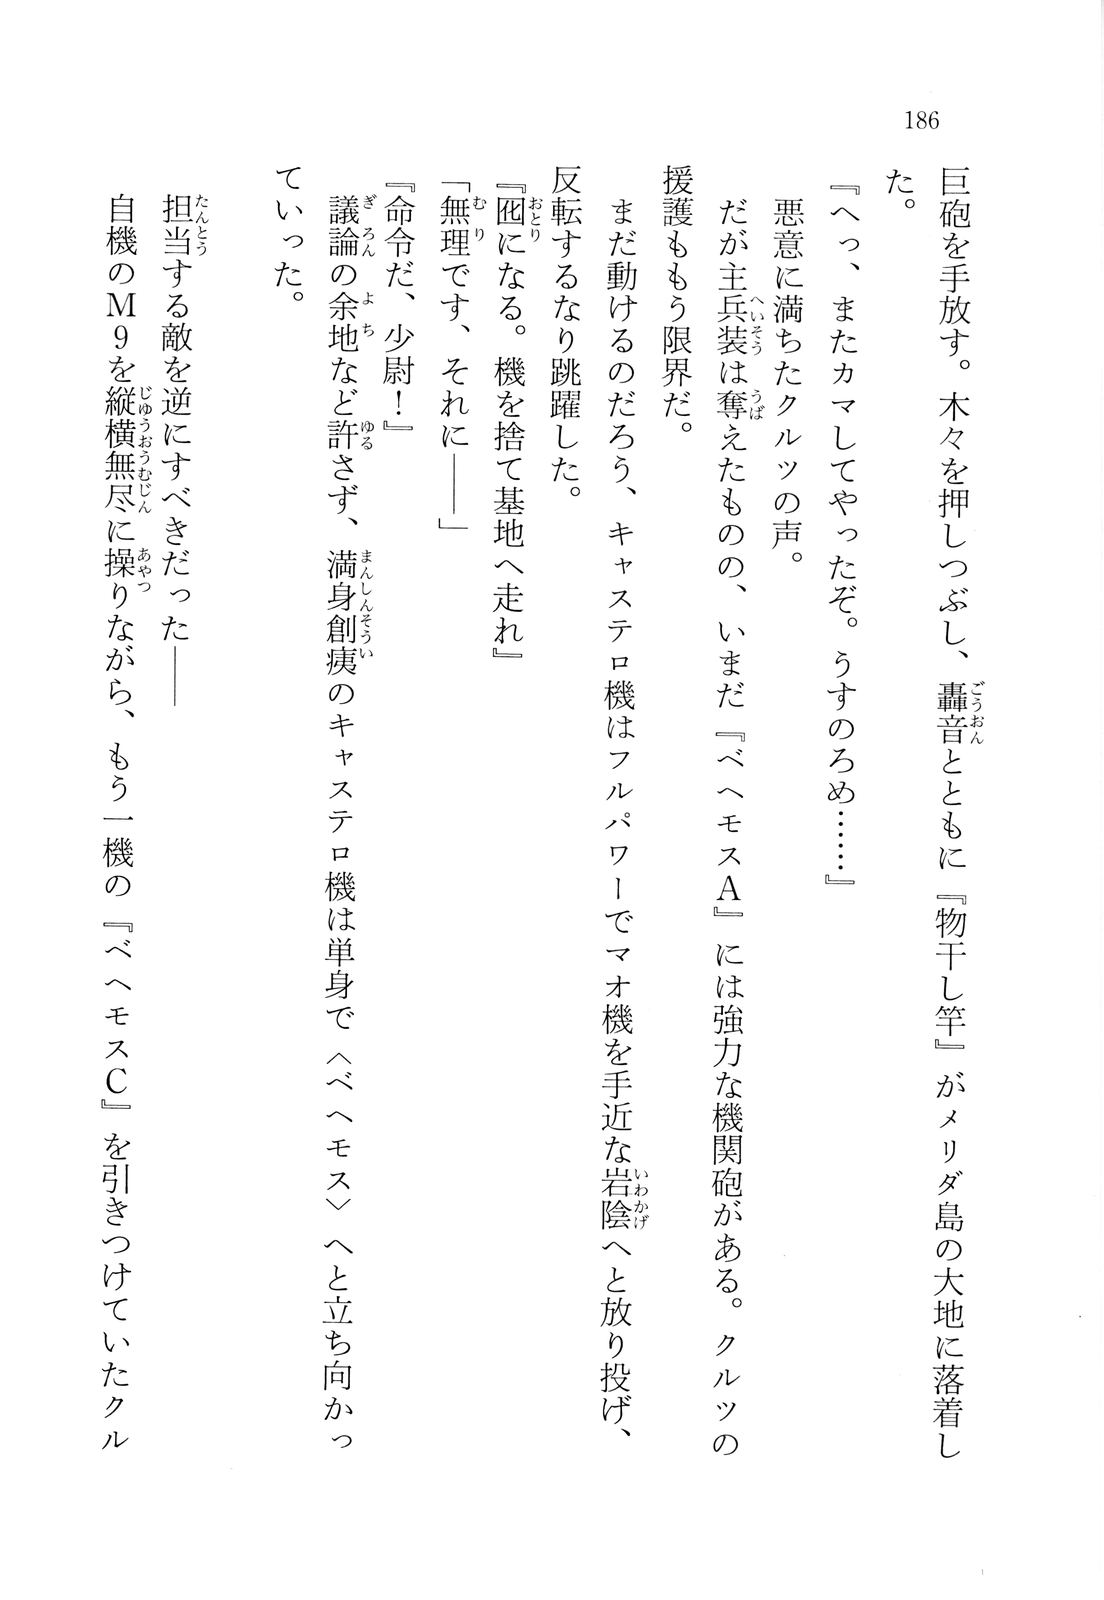 186
巨砲を手放す。木々を押しつぶし、轟音とともに『物干し竿』がメリダ島の大地に落着し
た。
『へっ、またカマしてやったぞ。うすのろめ……』
悪意に満ちたクルツの声。
だが主兵装は奪えたものの、いまだ『ベヘモスA』には強力な機関砲がある。クルツの
援護ももう限界だ。
まだ動けるのだろう、キャステロ機はフルパワーでマオ機を手近な岩陰へと放り投げ、
反転するなり跳躍した。
『囮になる。機を捨て基地へ走れ』
「無理です、それに――」
『命令だ、少尉！』
議論の余地など許さず、満身創痍のキャステロ機は単身で〈ベヘモス〉へと立ち向かっ
ていった。
担当する敵を逆にすべきだった――
自機のM9を縦横無尽に操りながら、もう一機の『ベヘモスC』を引きつけていたクル